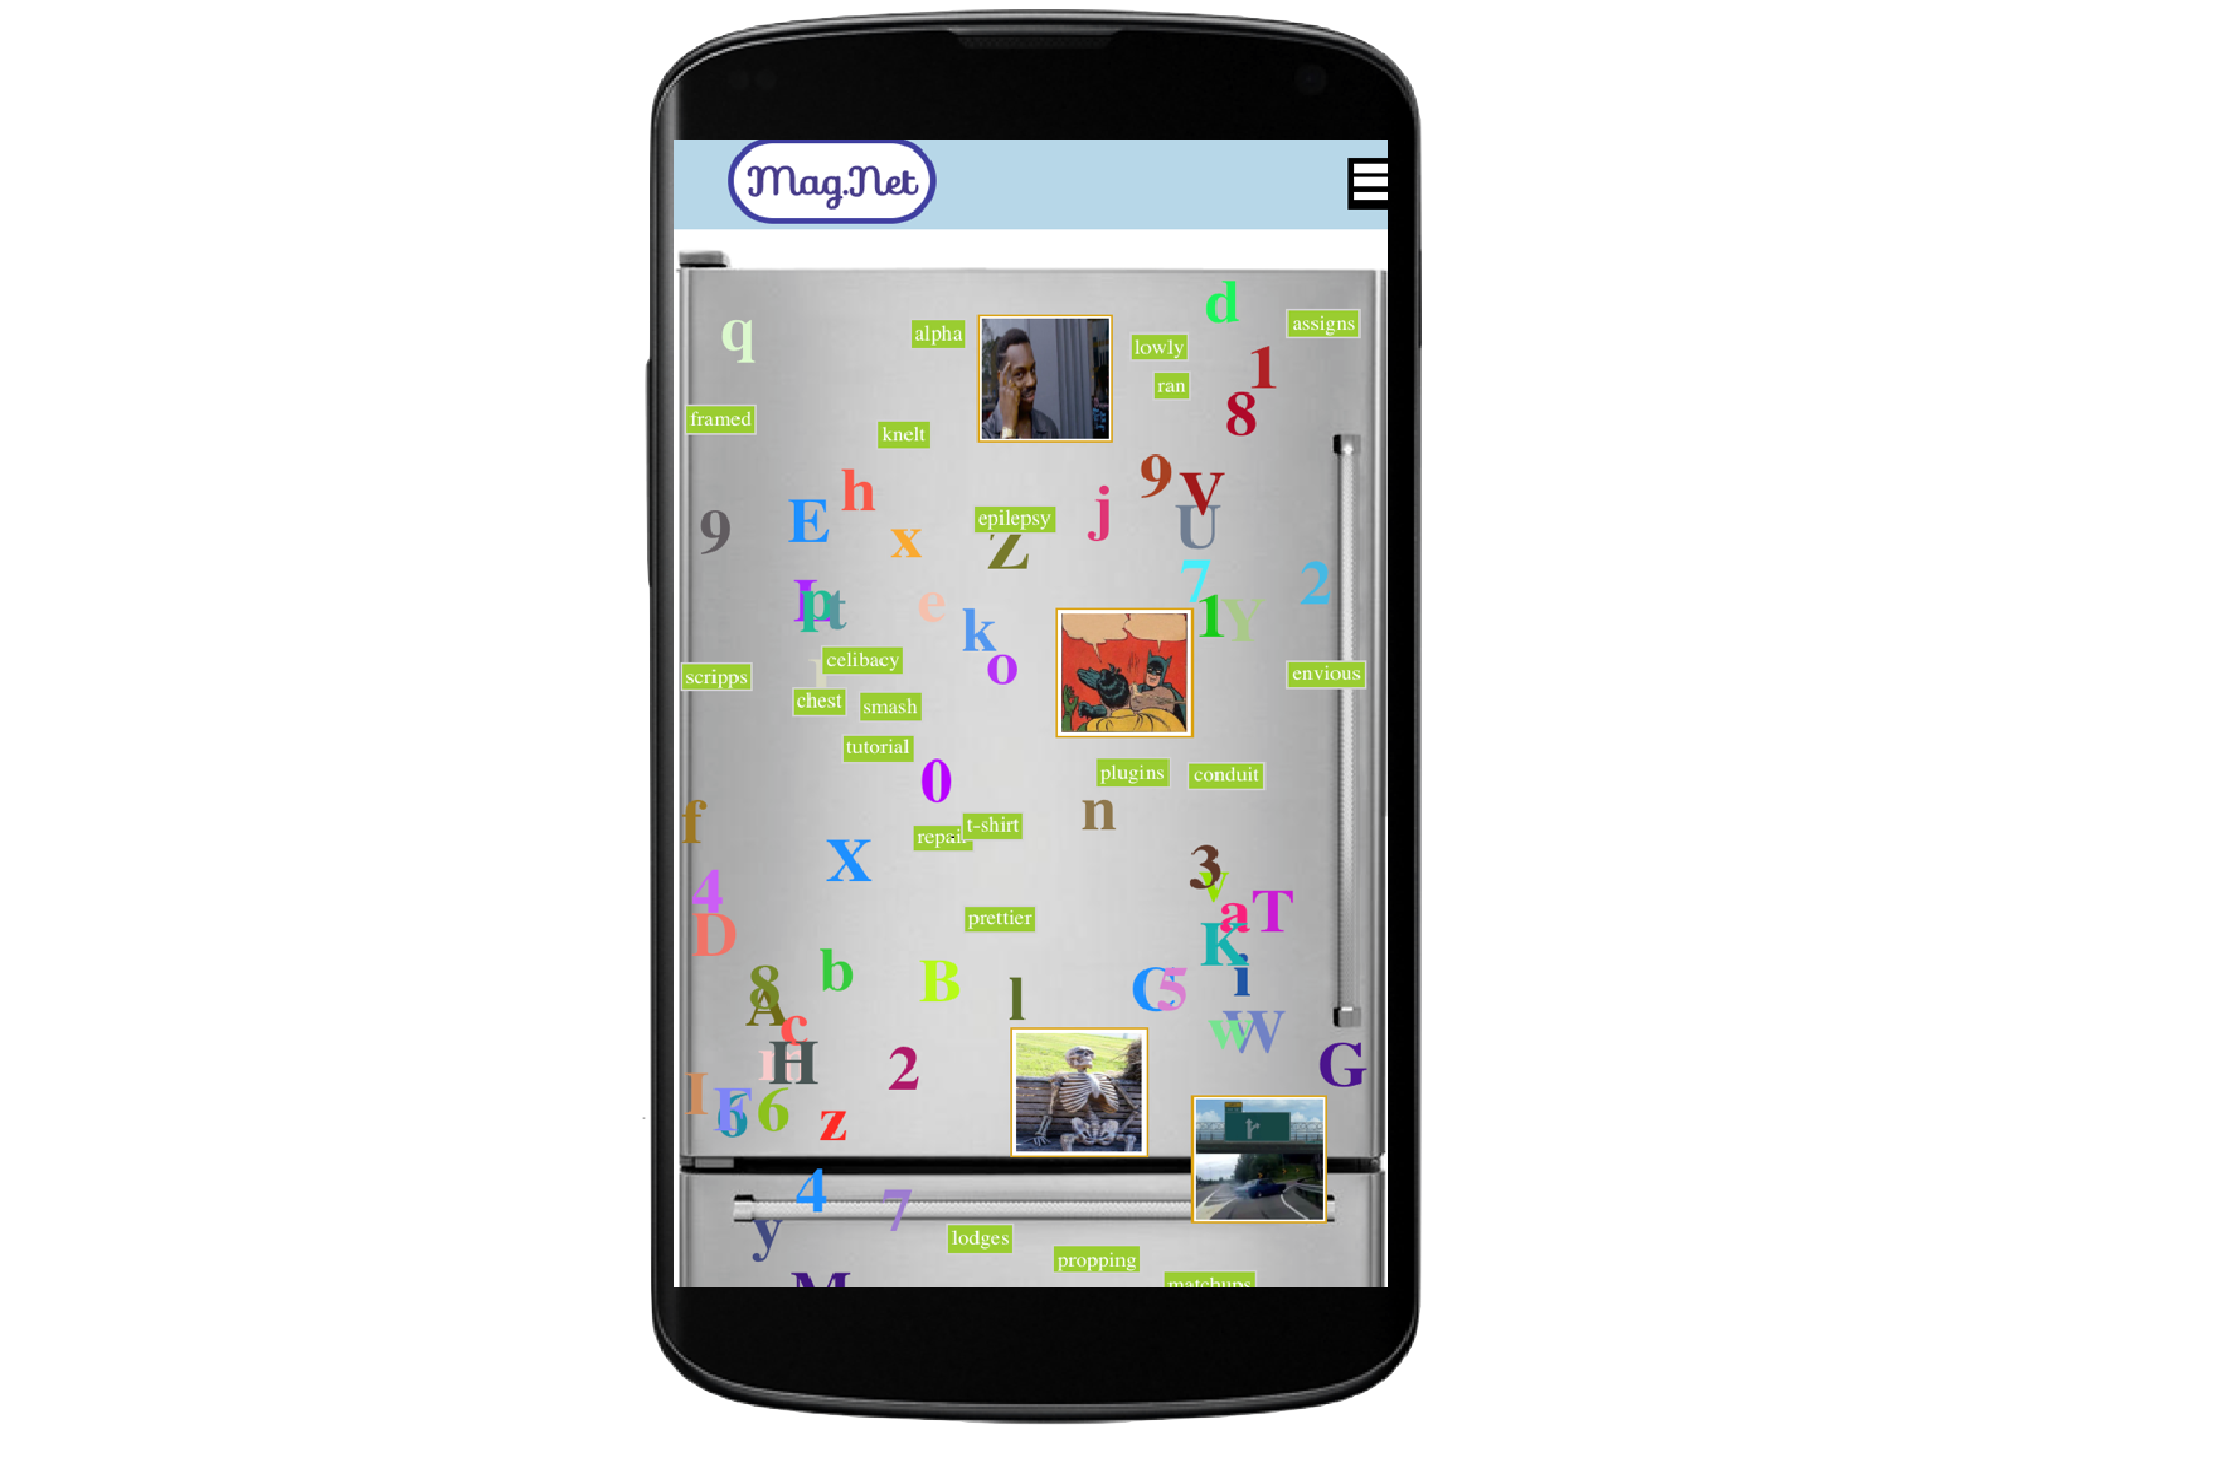 Mag.Net
d
q
alpha
assigns
lowly
1
ran
8
framed
knelt
h
9
V
j
E
epilepsy
9
x
U
Z
7
2
I
p
t
e
k
1
Y
o
celibacy
scripps
envious
chest
smash
tutorial
0
plugins
conduit
f
n
repair
t-shirt
X
3
v
4
a
T
prettier
D
K
b
8
B
C
5
i
l
A
c
w
W
m
H
2
G
I
F
6
6
z
r
4
7
y
lodges
propping
M
matchups